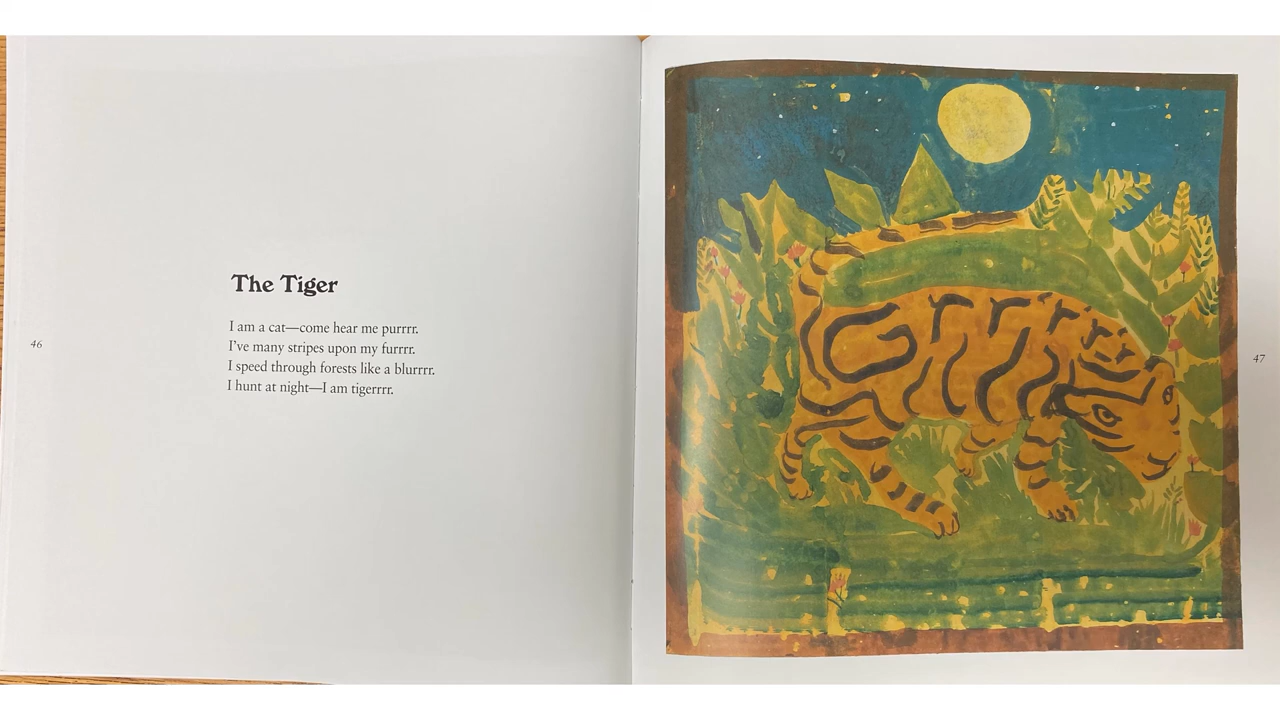 The Tiger
I am a cat—come hear me purrrr.
I've many stripes upon my furrrr.
I speed through forests like a blurrrr.
I hunt at night—I am tigerrrr.
46
47